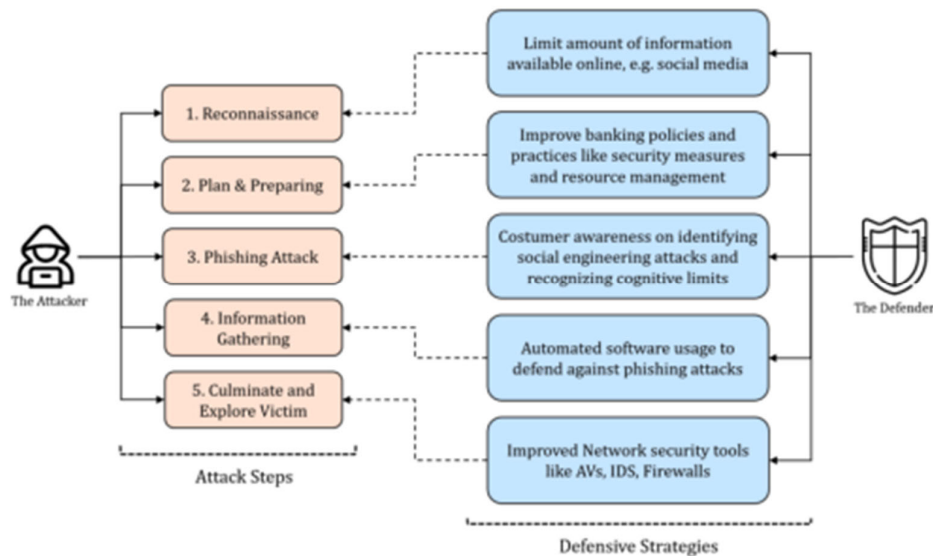 Limit amount of information
available online, e.g. social media
1. Reconnaissance
Improve banking policies and
practices like security measures
and resource management
2. Plan & Preparing
Costumer awareness on identifying
social engineering attacks and
recognizing cognitive limits
3. Phishing Attack
The Attacker
The Defender
4. Information
Gathering
Automated software usage to
defend against phishing attacks
5. Culminate and
Explore Victim
Improved Network security tools
like AVs, IDS, Firewalls
Attack Steps
Defensive Strategies